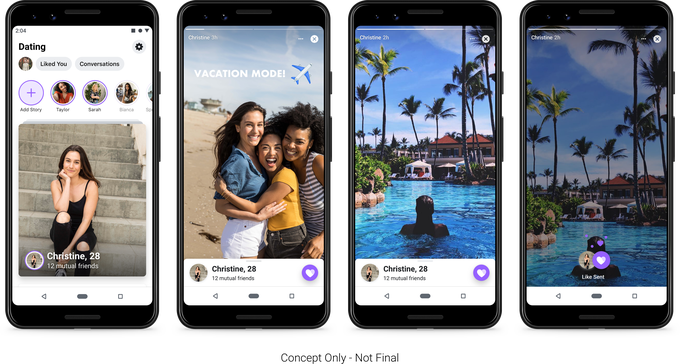 2:04
Dating
Liked You
Conversations
Add Story
Taylor
Sarah
Bianca
Christine, 28
12 mutual friends
Christine 2h
VACATION MODE!
Christine, 28
12 mutual friends
Christine 2h
Christine, 28
12 mutual friends
Christine 2h
Like Sent
Concept Only - Not Final